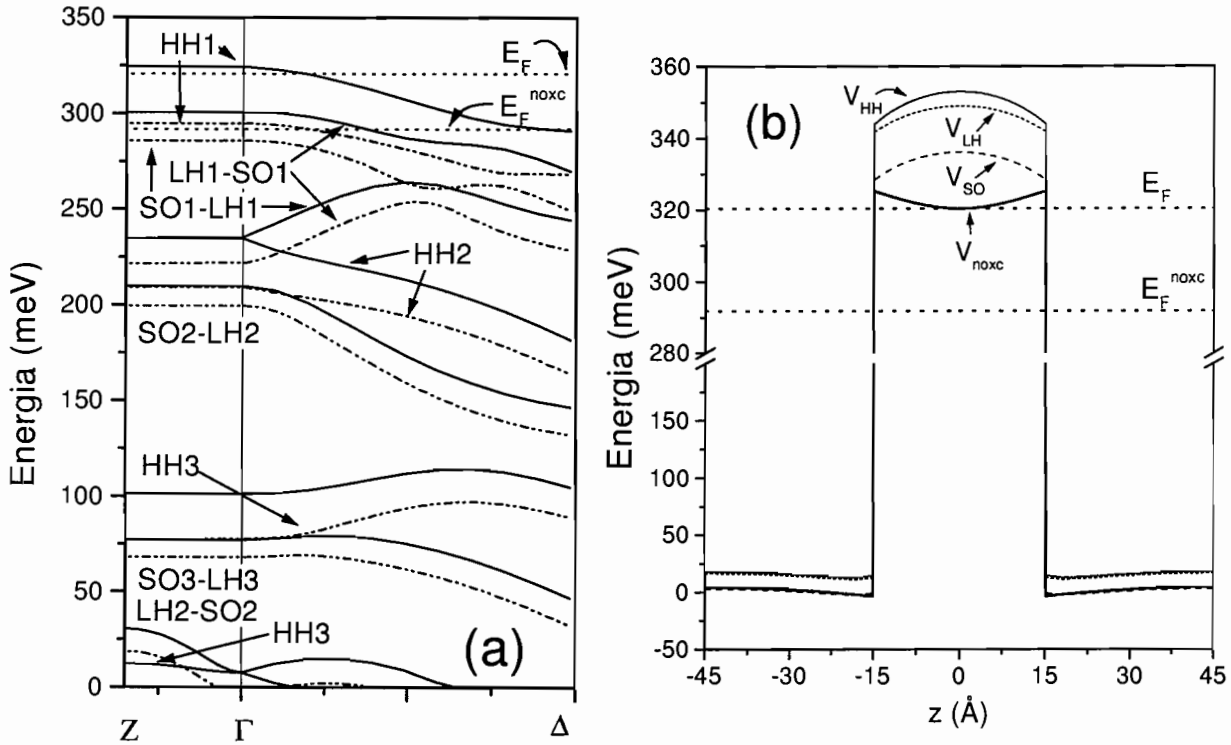 350
300
250
200
150
100
50
0
Energia (meV)
HH1
E_F
E_F^noxc
LH1-SO1
SO1-LH1
HH2
SO2-LH2
HH3
SO3-LH3
LH2-SO2
HH3
(a)
Z
Γ
Δ
360
340
320
300
280
150
100
50
0
-50
Energia (meV)
(b)
V_HH
V_LH
V_SO
V_noxc
E_F
E_F^noxc
-45
-30
-15
0
15
30
45
z (Å)